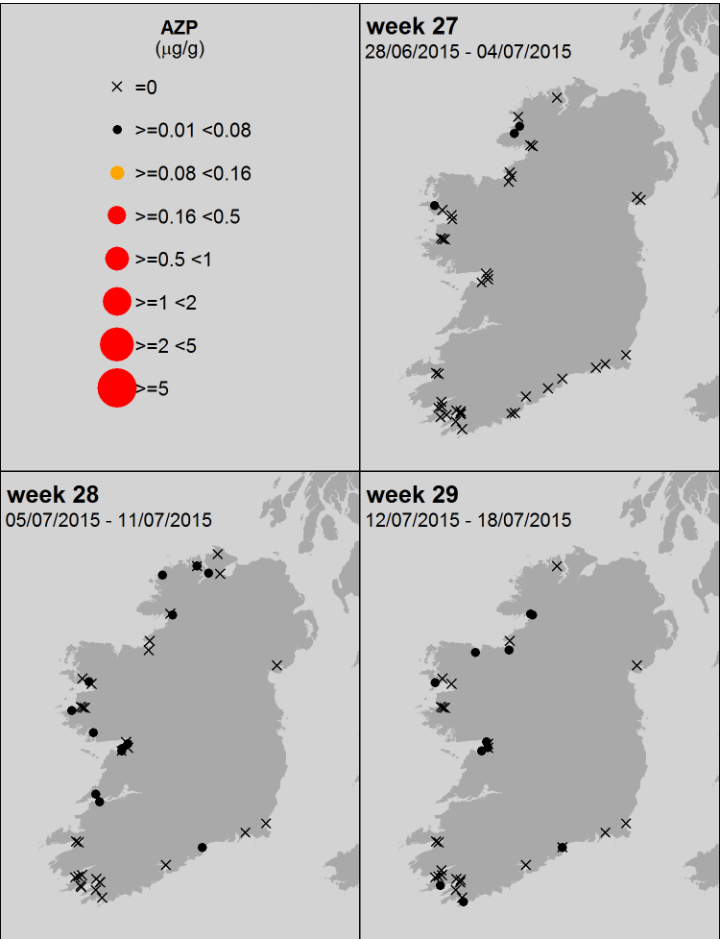 AZP
(µg/g)
=0
>=0.01 <0.08
>=0.08 <0.16
>=0.16 <0.5
>=0.5 <1
>=1 <2
>=2 <5
>=5
week 27
28/06/2015 - 04/07/2015
week 28
05/07/2015 - 11/07/2015
week 29
12/07/2015 - 18/07/2015